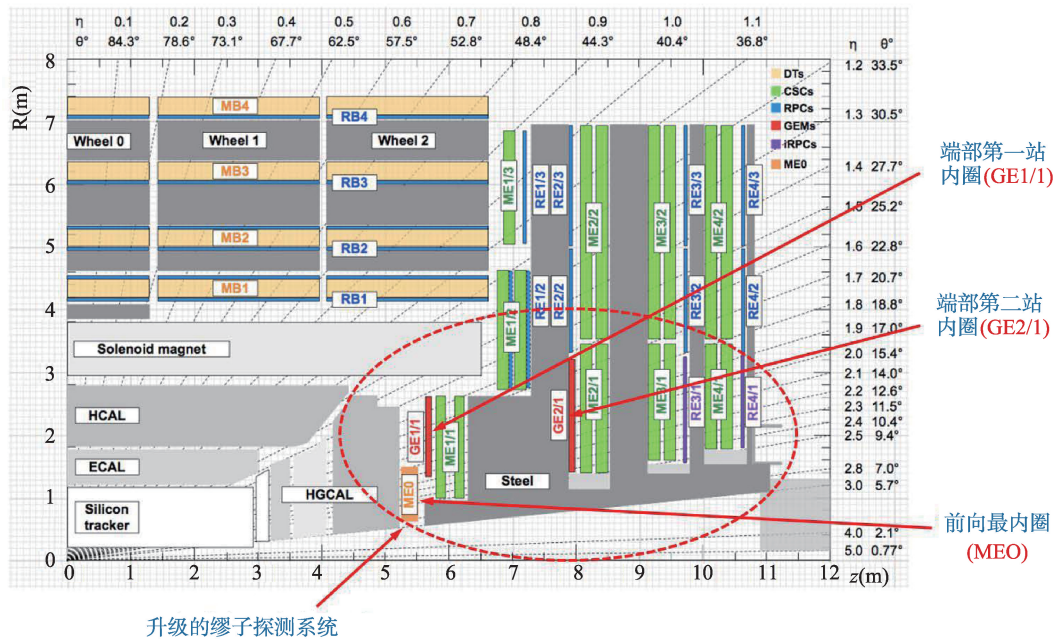 η 0.1 0.2 0.3 0.4 0.5 0.6 0.7 0.8 0.9 1.0 1.1
θ° 84.3° 78.6° 73.1° 67.7° 62.5° 57.5° 52.8° 48.4° 44.3° 40.4° 36.8° η θ°
R(m)
8
7
6
5
4
3
2
1
0
1.2 33.5°
1.3 30.5°
1.4 27.7°
1.5 25.2°
1.6 22.8°
1.7 20.7°
1.8 18.8°
1.9 17.0°
2.0 15.4°
2.1 14.0°
2.2 12.6°
2.3 11.5°
2.4 10.4°
2.5 9.4°
2.8 7.0°
3.0 5.7°
4.0 2.1°
5.0 0.77°
DTs
CSCs
RPCs
GEMs
iRPCs
ME0
MB4
RB4
Wheel 0 Wheel 1 Wheel 2
MB3
RB3
MB2
RB2
MB1
RB1
Solenoid magnet
HCAL
ECAL
Silicon
tracker
HGCAL
Steel
ME1/3
RE1/3
RE2/3
ME2/2
ME3/2
RE3/3
ME4/2
RE4/3
ME1/2
RE1/2
RE2/2
RE3/2
RE4/2
GE1/1
ME1/1
ME0
GE2/1
ME2/1
ME3/1
RE3/1
ME4/1
RE4/1
0 1 2 3 4 5 6 7 8 9 10 11 12 z(m)
端部第一站
内圈(GE1/1)
端部第二站
内圈(GE2/1)
前向最内圈
(MEO)
升级的缪子探测系统